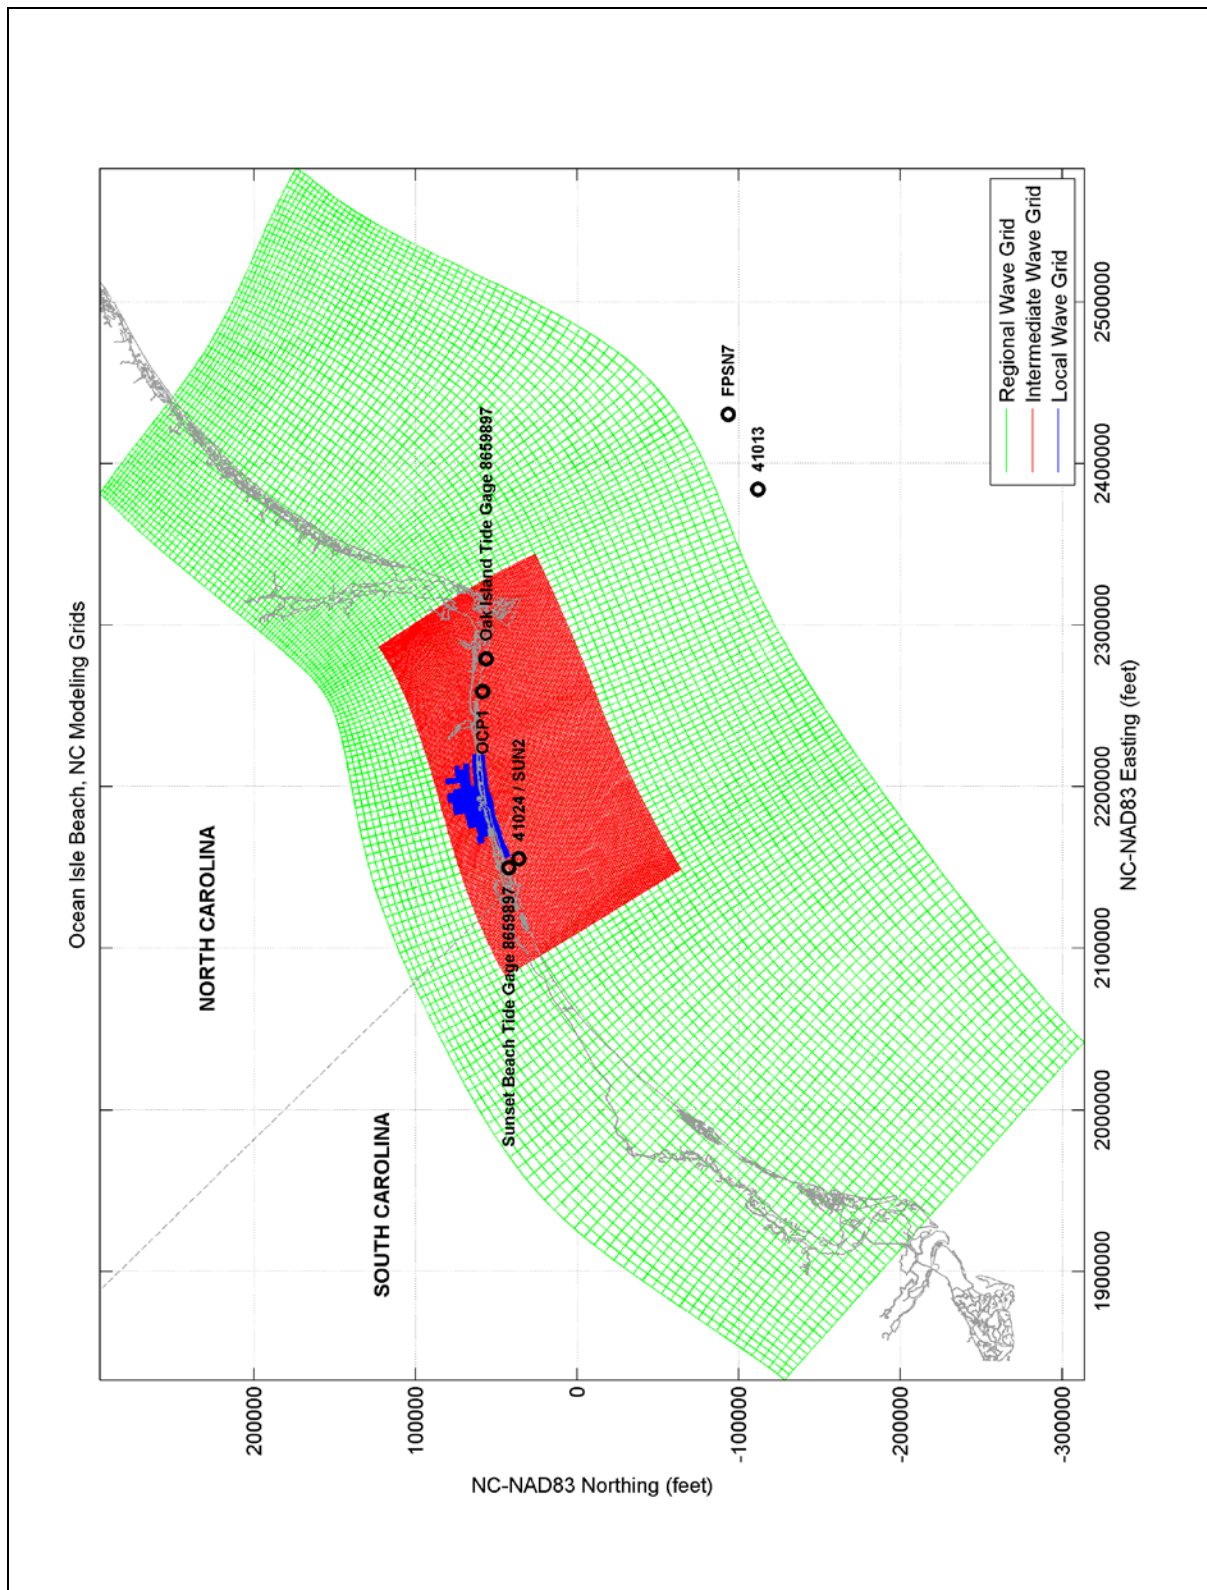 Ocean Isle Beach, NC Modeling Grids
NORTH CAROLINA
SOUTH CAROLINA
Sunset Beach Tide Gage 8659897
41024 / SUN2
OCP1
Oak Island Tide Gage 8659897
FPSN7
41013
Regional Wave Grid
Intermediate Wave Grid
Local Wave Grid
NC-NAD83 Northing (feet)
200000
100000
0
-100000
-200000
-300000
1900000
2000000
2100000
2200000
2300000
2400000
2500000
NC-NAD83 Easting (feet)